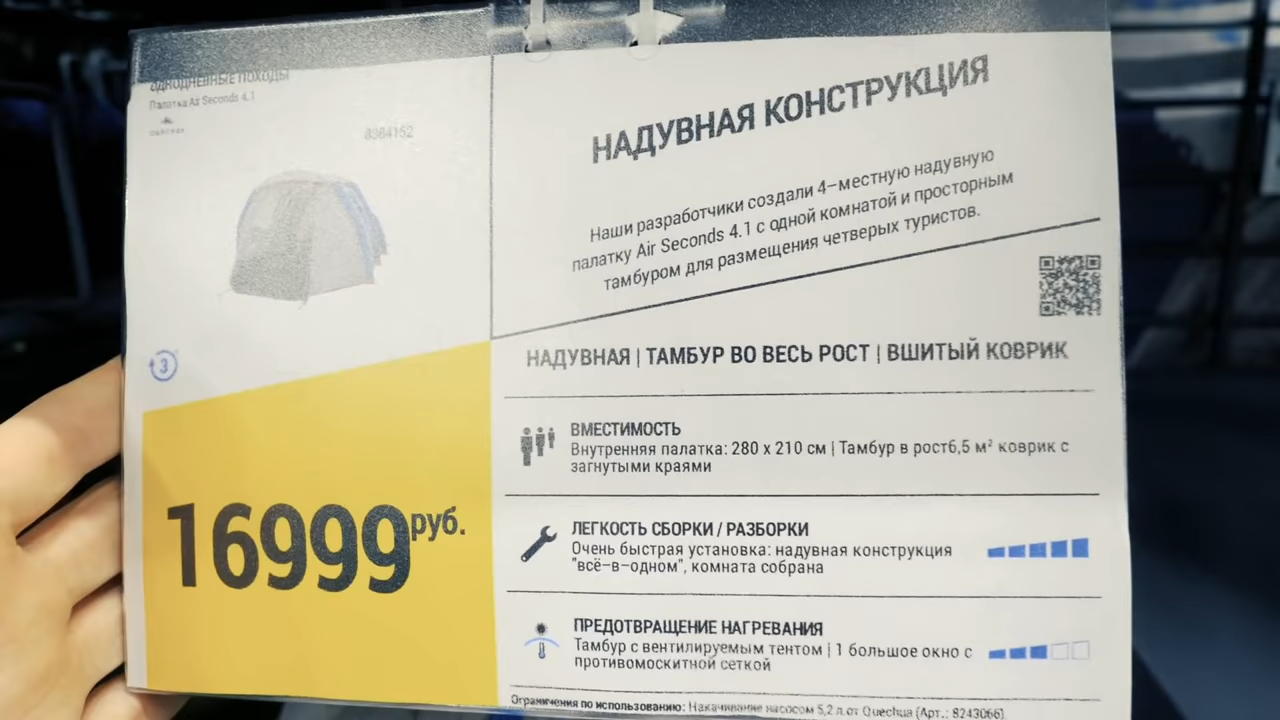 ОДНОДНЕВНЫЕ ПОХОДЫ
Палатка Air Seconds 4.1
8384152
3
16999 руб.
НАДУВНАЯ КОНСТРУКЦИЯ
Наши разработчики создали 4-местную надувную
палатку Air Seconds 4.1 с одной комнатой и просторным
тамбуром для размещения четверых туристов.
НАДУВНАЯ | ТАМБУР ВО ВЕСЬ РОСТ | ВШИТЫЙ КОВРИК
ВМЕСТИМОСТЬ
Внутренняя палатка: 280 x 210 см | Тамбур в рост6,5 м² коврик с
загнутыми краями
ЛЕГКОСТЬ СБОРКИ / РАЗБОРКИ
Очень быстрая установка: надувная конструкция
"всё-в-одном", комната собрана
ПРЕДОТВРАЩЕНИЕ НАГРЕВАНИЯ
Тамбур с вентилируемым тентом | 1 большое окно с
противомоскитной сеткой
Ограничения по использованию: Накачивание насосом 5,2 л от Quechua (Арт.: 8243066)